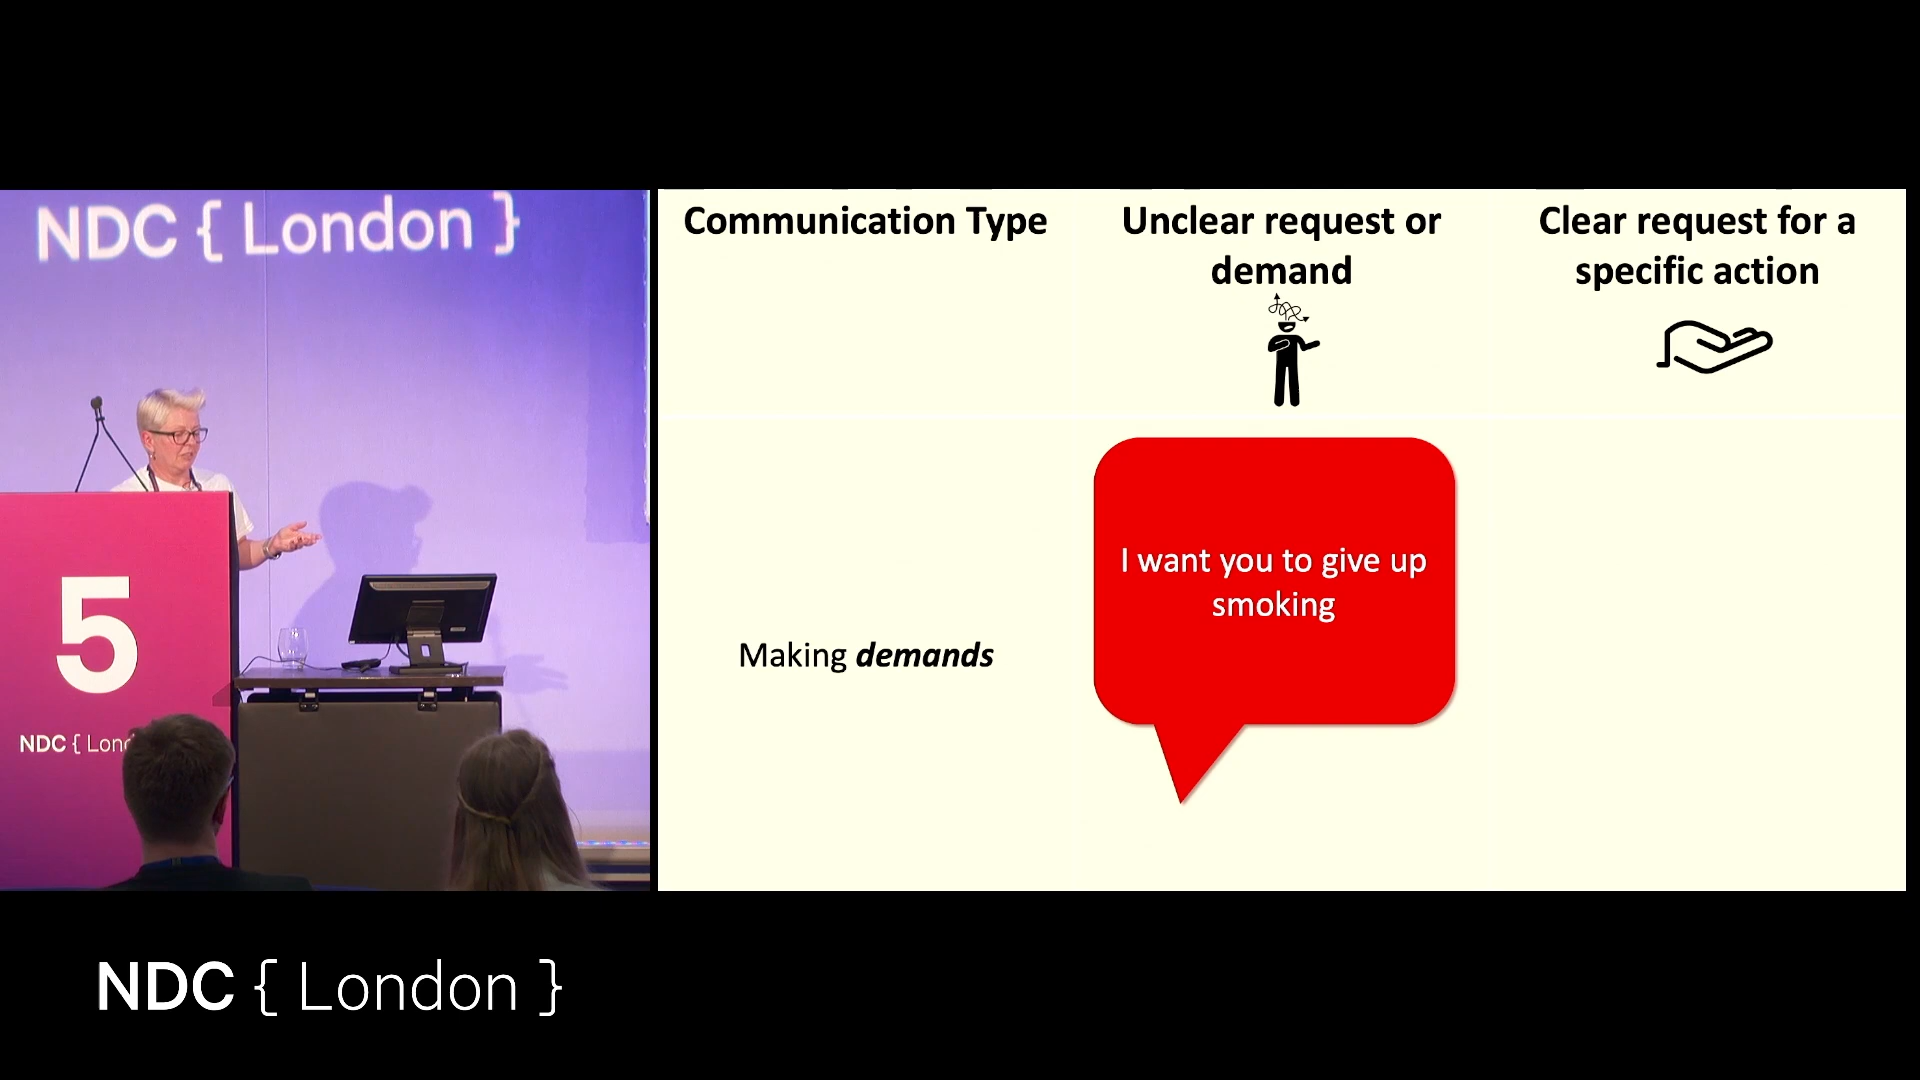 NDC { London }
5
NDC { Lond
Communication Type
Unclear request or
demand
Clear request for a
specific action
I want you to give up
smoking
Making demands
NDC { London }